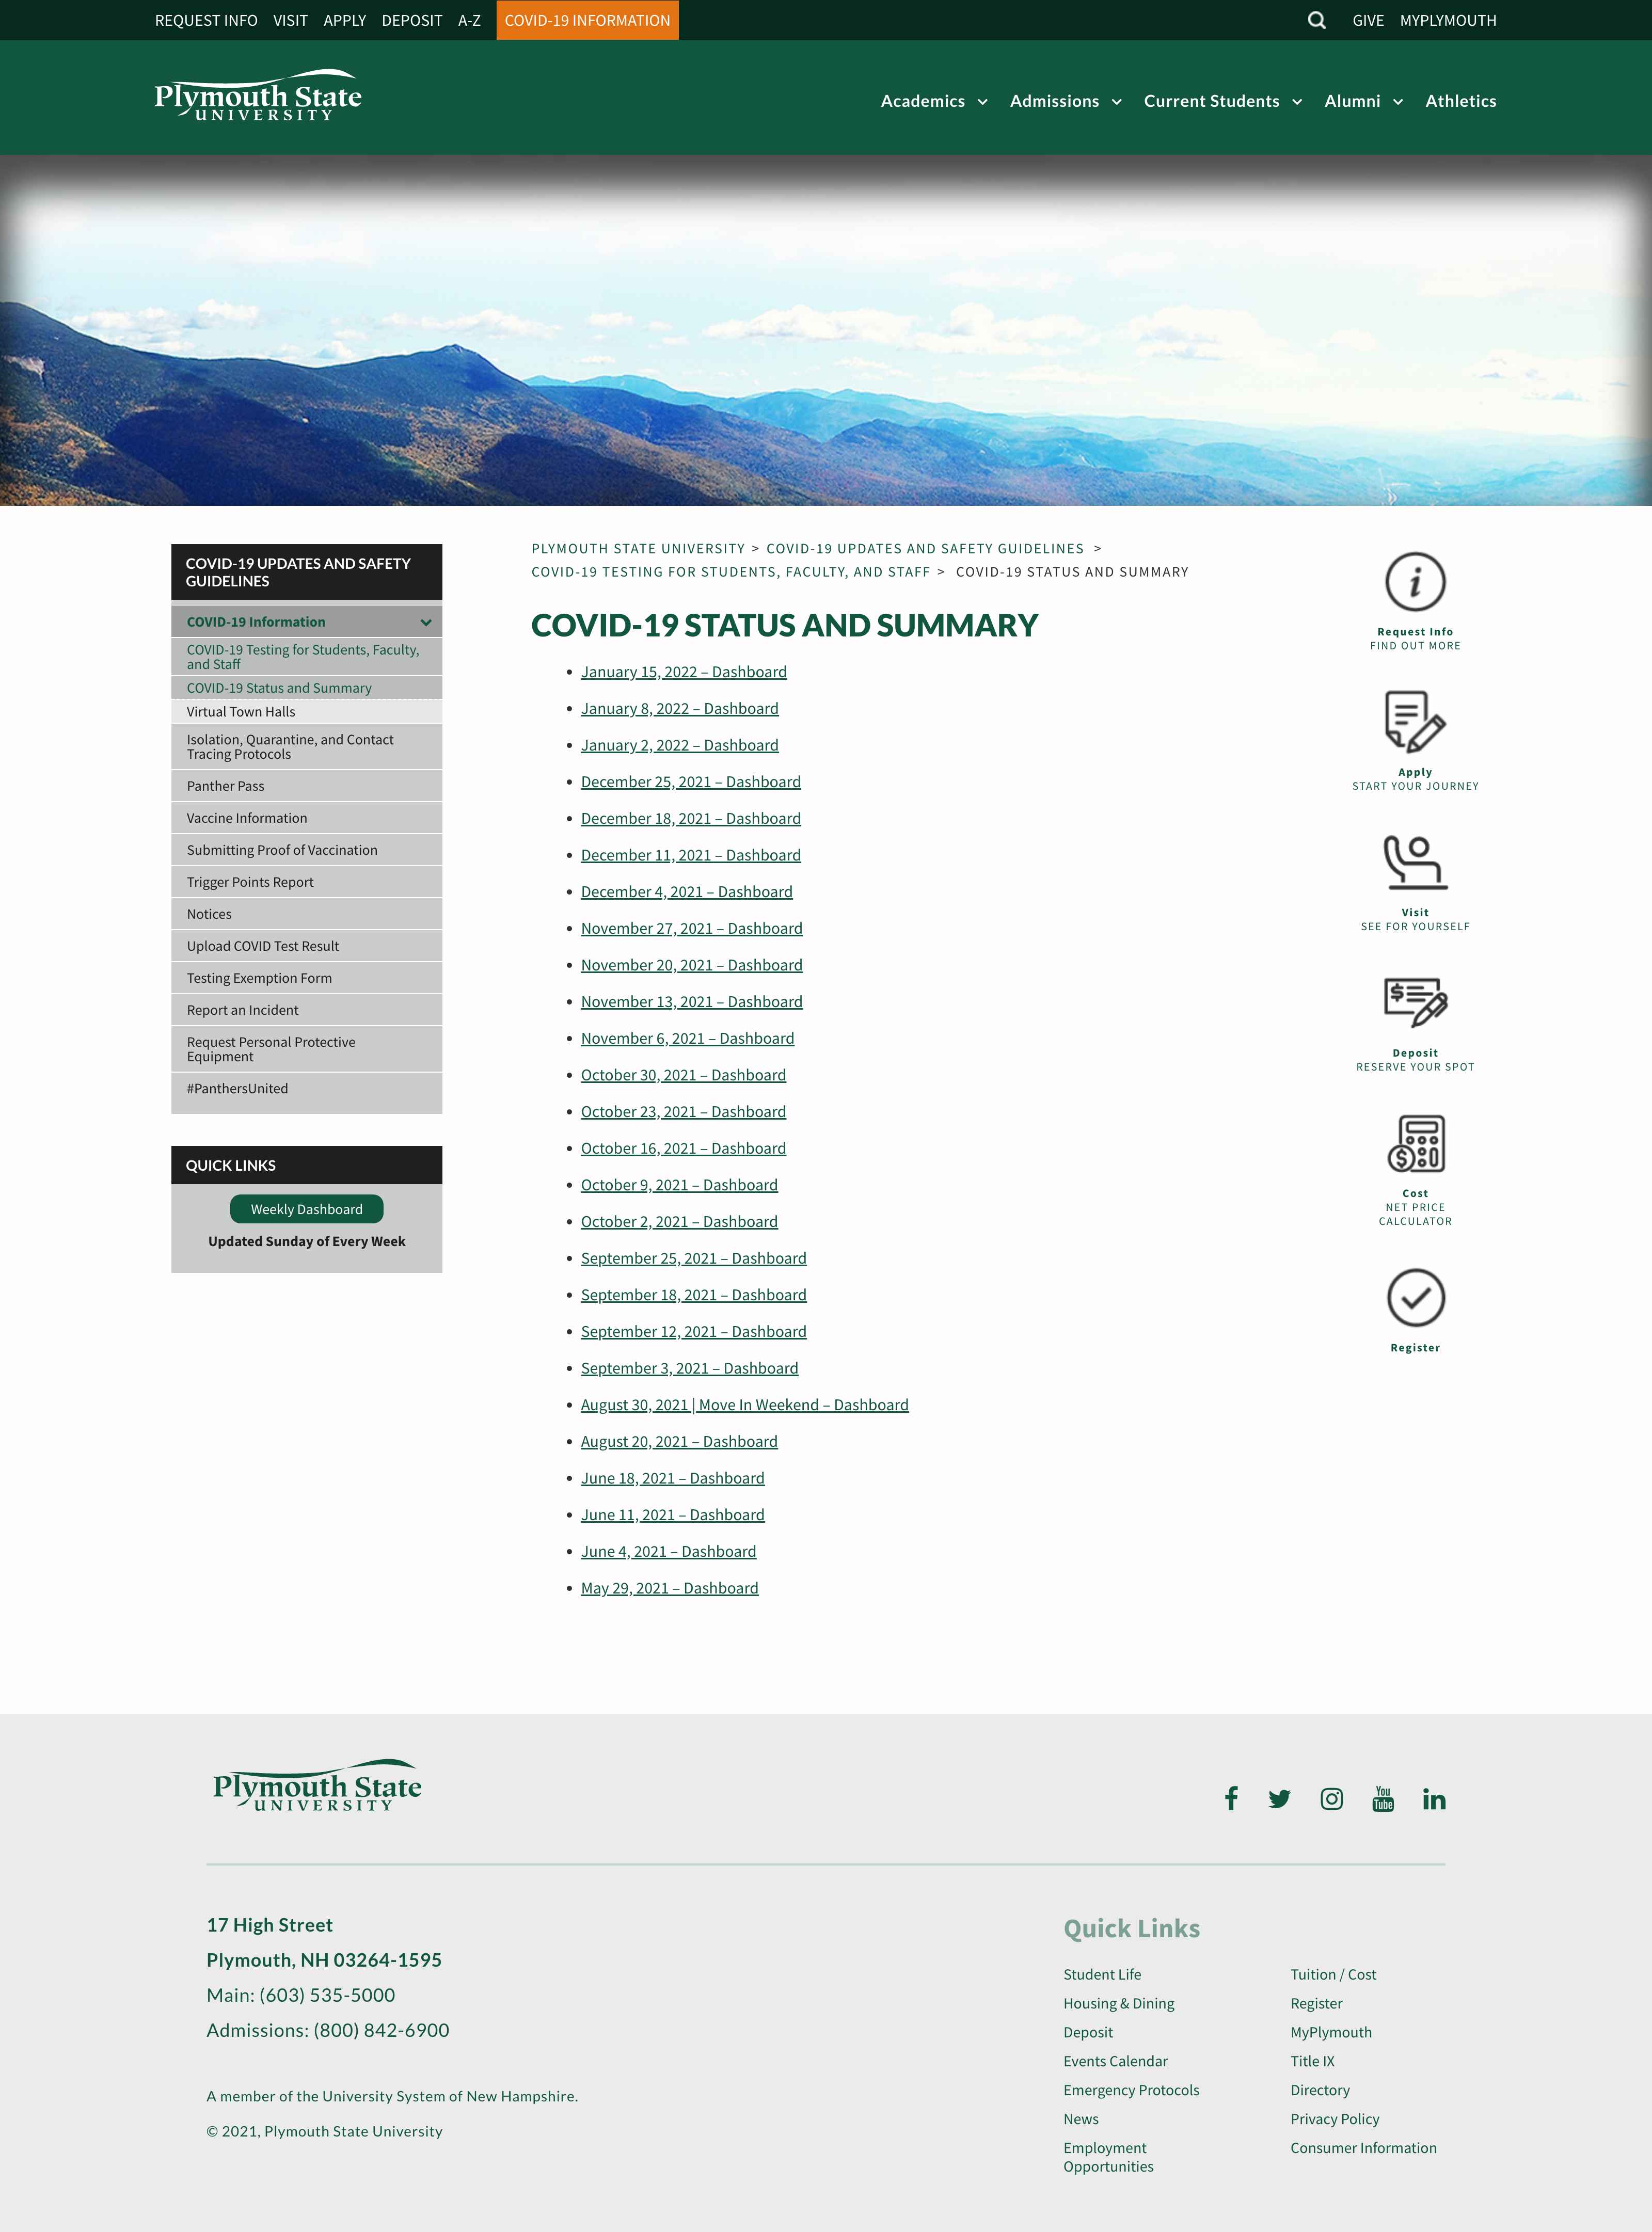 REQUEST INFO VISIT APPLY DEPOSIT A-Z COVID-19 INFORMATION GIVE MYPLYMOUTH
Plymouth State
UNIVERSITY
Academics Admissions Current Students Alumni Athletics
COVID-19 UPDATES AND SAFETY
GUIDELINES
COVID-19 Information
COVID-19 Testing for Students, Faculty,
and Staff
COVID-19 Status and Summary
Virtual Town Halls
Isolation, Quarantine, and Contact
Tracing Protocols
Panther Pass
Vaccine Information
Submitting Proof of Vaccination
Trigger Points Report
Notices
Upload COVID Test Result
Testing Exemption Form
Report an Incident
Request Personal Protective
Equipment
#PanthersUnited
QUICK LINKS
Weekly Dashboard
Updated Sunday of Every Week
PLYMOUTH STATE UNIVERSITY > COVID-19 UPDATES AND SAFETY GUIDELINES >
COVID-19 TESTING FOR STUDENTS, FACULTY, AND STAFF > COVID-19 STATUS AND SUMMARY
COVID-19 STATUS AND SUMMARY
• January 15, 2022 – Dashboard
• January 8, 2022 – Dashboard
• January 2, 2022 – Dashboard
• December 25, 2021 – Dashboard
• December 18, 2021 – Dashboard
• December 11, 2021 – Dashboard
• December 4, 2021 – Dashboard
• November 27, 2021 – Dashboard
• November 20, 2021 – Dashboard
• November 13, 2021 – Dashboard
• November 6, 2021 – Dashboard
• October 30, 2021 – Dashboard
• October 23, 2021 – Dashboard
• October 16, 2021 – Dashboard
• October 9, 2021 – Dashboard
• October 2, 2021 – Dashboard
• September 25, 2021 – Dashboard
• September 18, 2021 – Dashboard
• September 12, 2021 – Dashboard
• September 3, 2021 – Dashboard
• August 30, 2021 | Move In Weekend – Dashboard
• August 20, 2021 – Dashboard
• June 18, 2021 – Dashboard
• June 11, 2021 – Dashboard
• June 4, 2021 – Dashboard
• May 29, 2021 – Dashboard
Request Info
FIND OUT MORE
Apply
START YOUR JOURNEY
Visit
SEE FOR YOURSELF
Deposit
RESERVE YOUR SPOT
Cost
NET PRICE
CALCULATOR
Register
Plymouth State
UNIVERSITY
You
Tube
17 High Street
Plymouth, NH 03264-1595
Main: (603) 535-5000
Admissions: (800) 842-6900
A member of the University System of New Hampshire.
© 2021, Plymouth State University
Quick Links
Student Life
Housing & Dining
Deposit
Events Calendar
Emergency Protocols
News
Employment
Opportunities
Tuition / Cost
Register
MyPlymouth
Title IX
Directory
Privacy Policy
Consumer Information